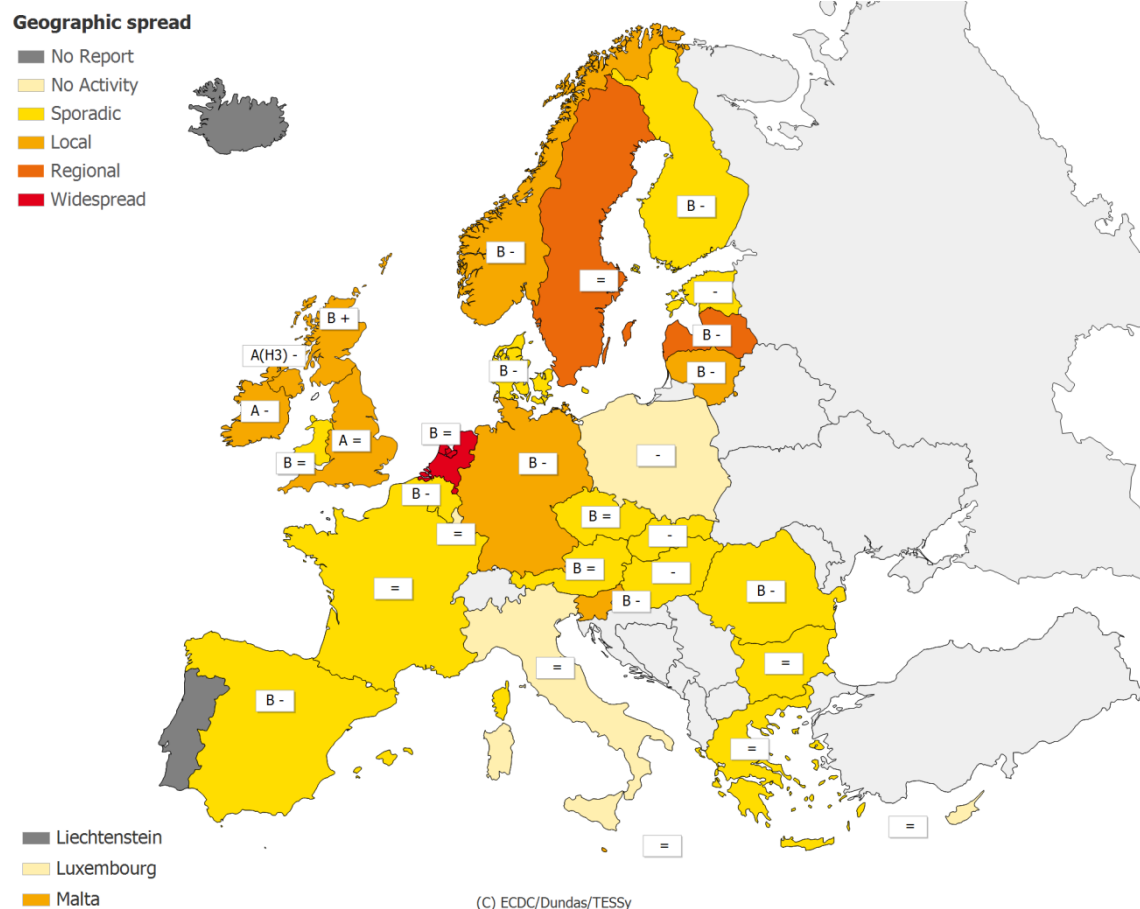 Geographic spread
No Report
No Activity
Sporadic
Local
Regional
Widespread
B -
B -
=
-
B +
B -
A(H3) -
B -
B -
A -
B =
A =
B =
B -
-
B -
B =
=
-
B =
-
=
B -
B -
=
=
B -
=
=
=
Liechtenstein
Luxembourg
Malta
(C) ECDC/Dundas/TESSy